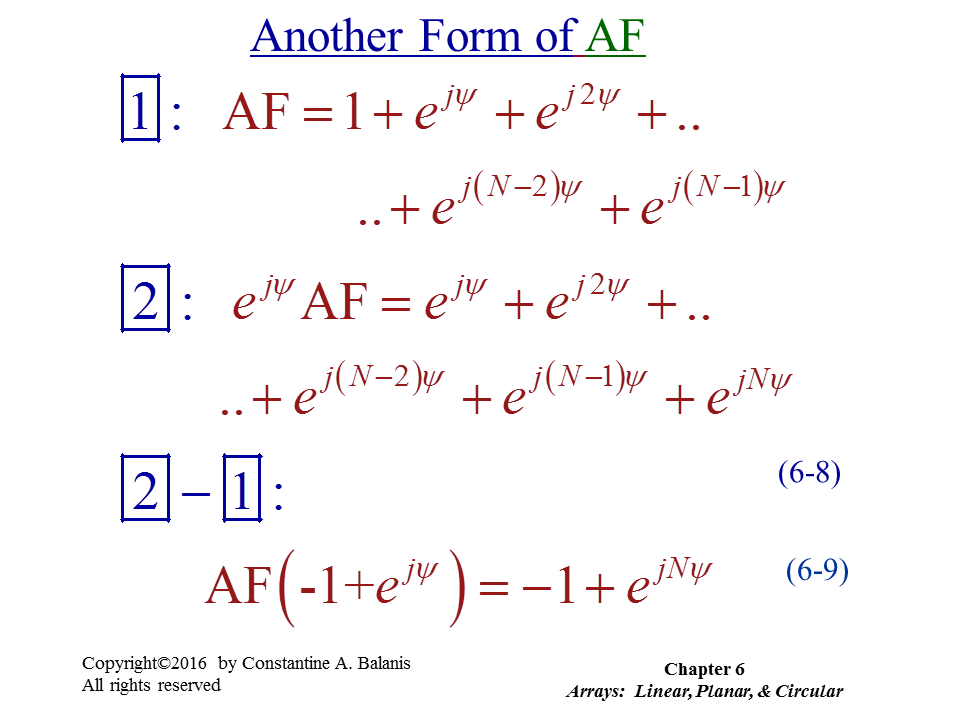 Another Form of AF
1 : AF = 1 + e^{jψ} + e^{j2ψ} + ..
.. + e^{j(N−2)ψ} + e^{j(N−1)ψ}
2 : e^{jψ} AF = e^{jψ} + e^{j2ψ} + ..
.. + e^{j(N−2)ψ} + e^{j(N−1)ψ} + e^{jNψ}
2 − 1 : (6-8)
AF(-1+e^{jψ}) = −1 + e^{jNψ} (6-9)
Copyright©2016 by Constantine A. Balanis
All rights reserved
Chapter 6
Arrays: Linear, Planar, & Circular